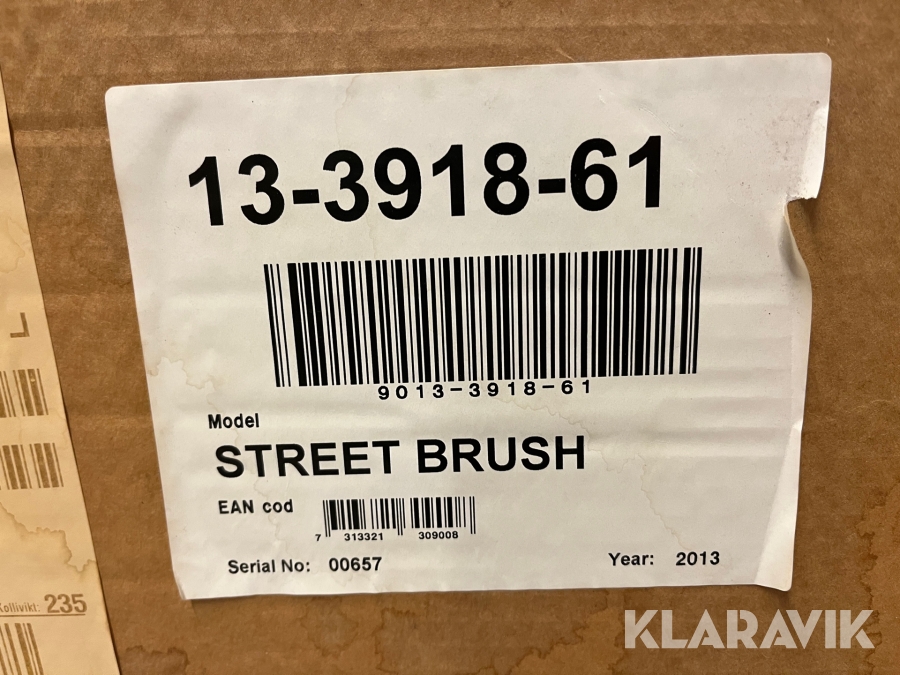 13-3918-61
9013-3918-61
Model
STREET BRUSH
EAN cod
7 313321 309008
Serial No: 00657
Year: 2013
L
Kollivikt: 235
KLARAVIK